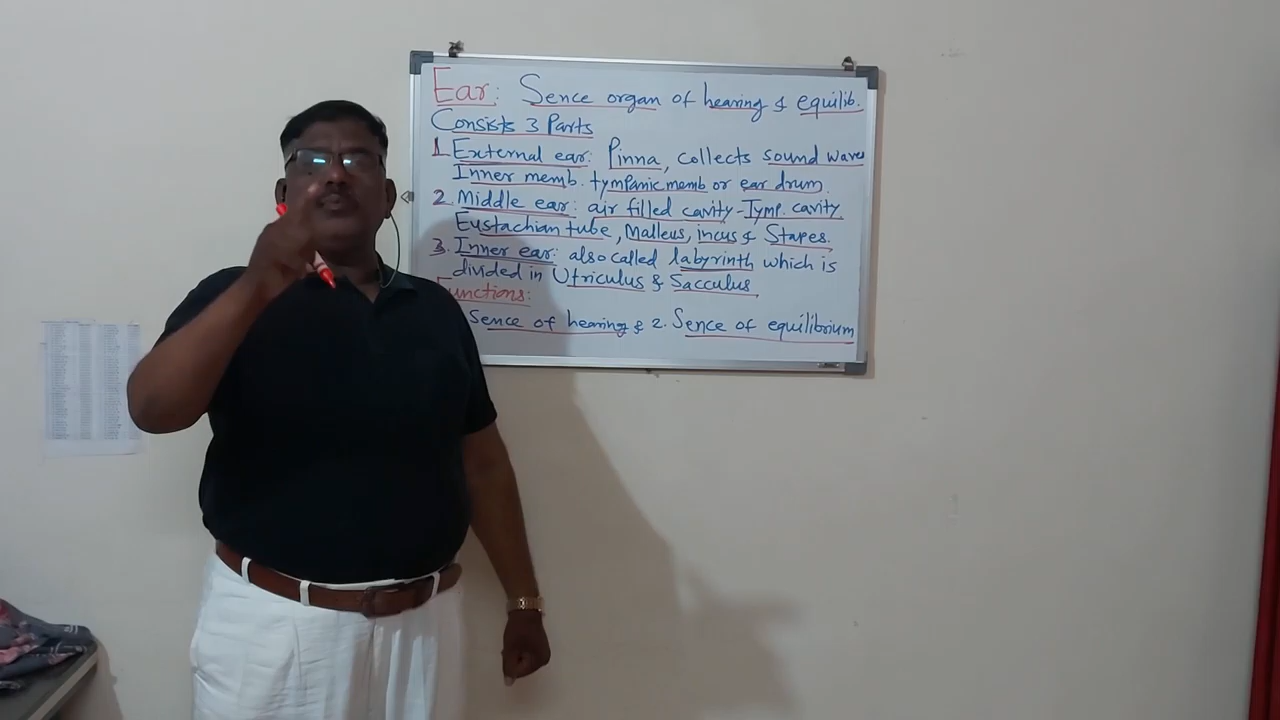 Ear: Sence organ of hearing & equilib.
Consists 3 Parts
1. External ear: Pinna, collects sound waves
Inner memb. tympanic memb or ear drum.
2. Middle ear: air filled cavity-Tymp. cavity
Eustachian tube, Malleus, incus & Stapes.
3. Inner ear: also called labyrinth which is
divided in Utriculus & Sacculus.
Functions:
Sence of hearing & 2. Sence of equilibrium